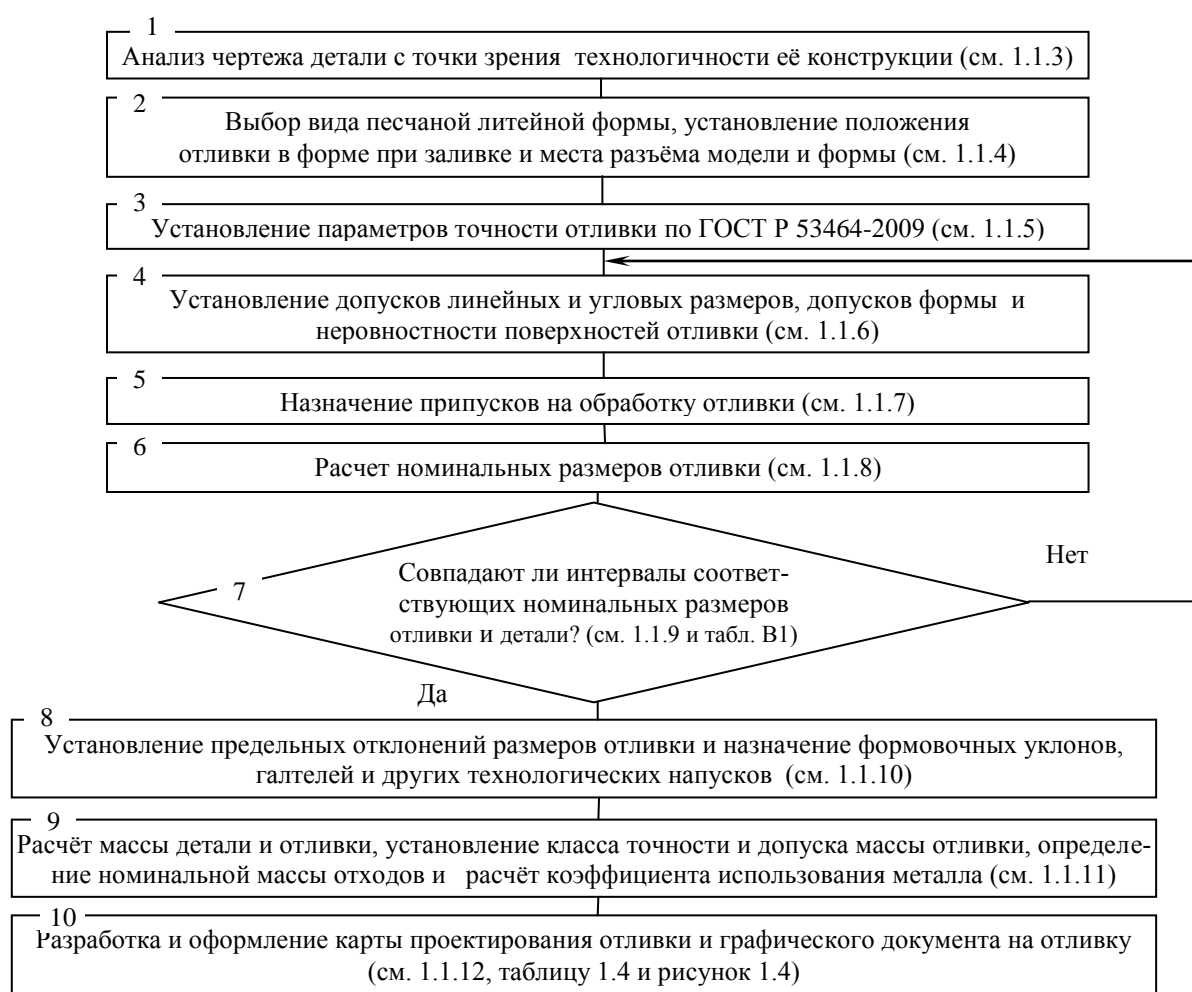 1
Анализ чертежа детали с точки зрения технологичности её конструкции (см. 1.1.3)
2
Выбор вида песчаной литейной формы, установление положения
отливки в форме при заливке и места разъёма модели и формы (см. 1.1.4)
3
Установление параметров точности отливки по ГОСТ Р 53464-2009 (см. 1.1.5)
4
Установление допусков линейных и угловых размеров, допусков формы и
неровностности поверхностей отливки (см. 1.1.6)
5
Назначение припусков на обработку отливки (см. 1.1.7)
6
Расчет номинальных размеров отливки (см. 1.1.8)
Нет
7
Совпадают ли интервалы соответ-
ствующих номинальных размеров
отливки и детали? (см. 1.1.9 и табл. В1)
Да
8
Установление предельных отклонений размеров отливки и назначение формовочных уклонов,
галтелей и других технологических напусков (см. 1.1.10)
9
Расчёт массы детали и отливки, установление класса точности и допуска массы отливки, определе-
ние номинальной массы отходов и расчёт коэффициента использования металла (см. 1.1.11)
10
Разработка и оформление карты проектирования отливки и графического документа на отливку
(см. 1.1.12, таблицу 1.4 и рисунок 1.4)